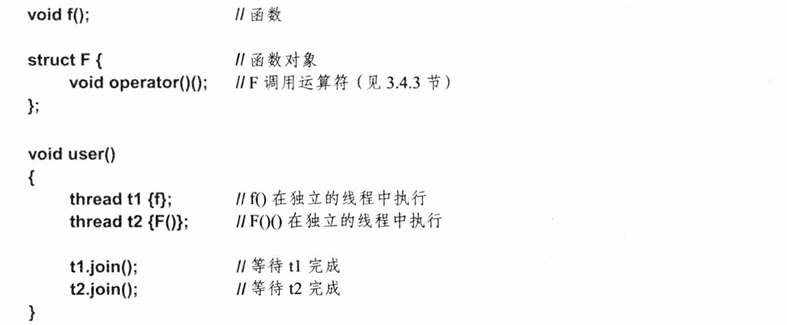 void f(); // 函数
struct F { // 函数对象
void operator()(); // F 调用运算符（见 3.4.3 节）
};
void user()
{
thread t1 {f}; // f() 在独立的线程中执行
thread t2 {F()}; // F()() 在独立的线程中执行
t1.join(); // 等待 t1 完成
t2.join(); // 等待 t2 完成
}